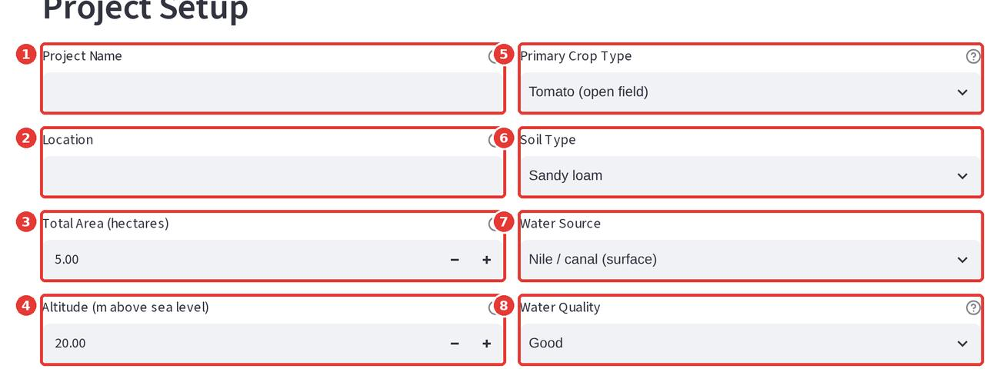 Project Setup
1 Project Name
2 Location
3 Total Area (hectares)
5.00 − +
4 Altitude (m above sea level)
20.00 − +
5 Primary Crop Type ?
Tomato (open field)
6 Soil Type
Sandy loam
7 Water Source
Nile / canal (surface)
8 Water Quality ?
Good